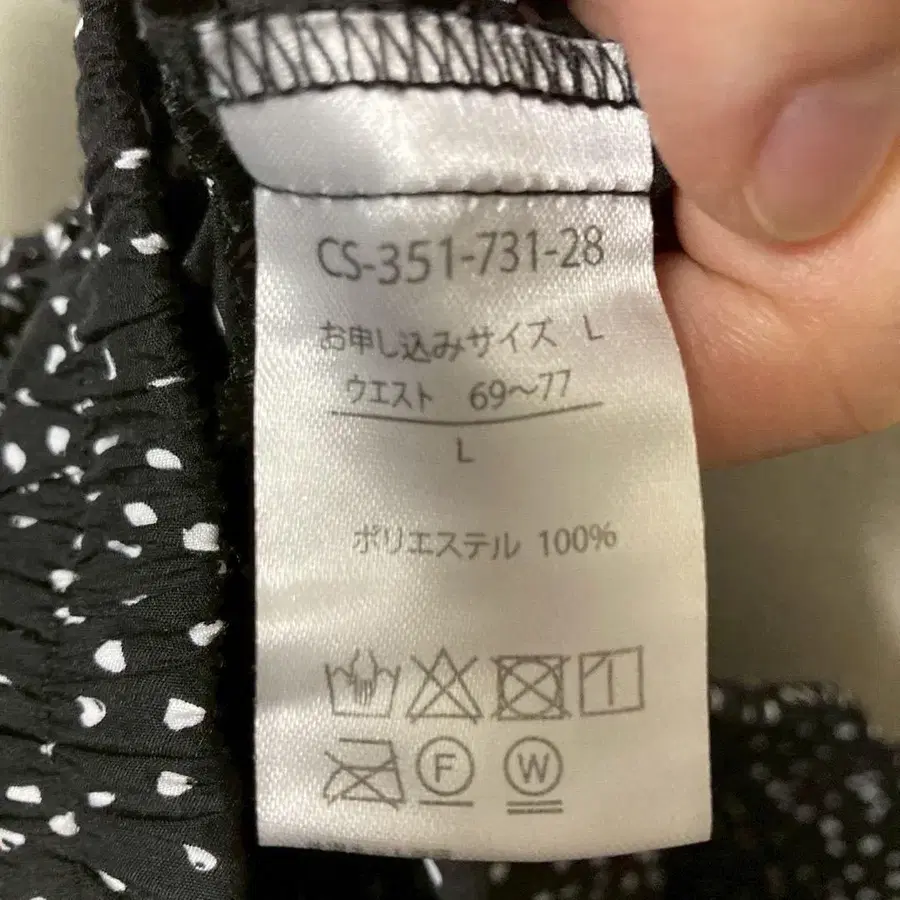 CS-351-731-28
お申し込みサイズ L
ウエスト 69～77
L
ポリエステル 100%
F W